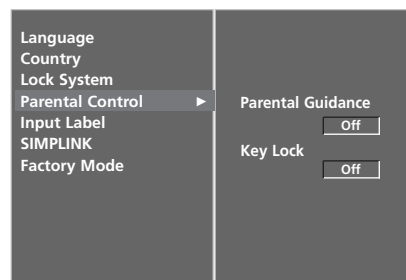 Language
Country
Lock System
Parental Control ►
Input Label
SIMPLINK
Factory Mode
Parental Guidance
Off
Key Lock
Off